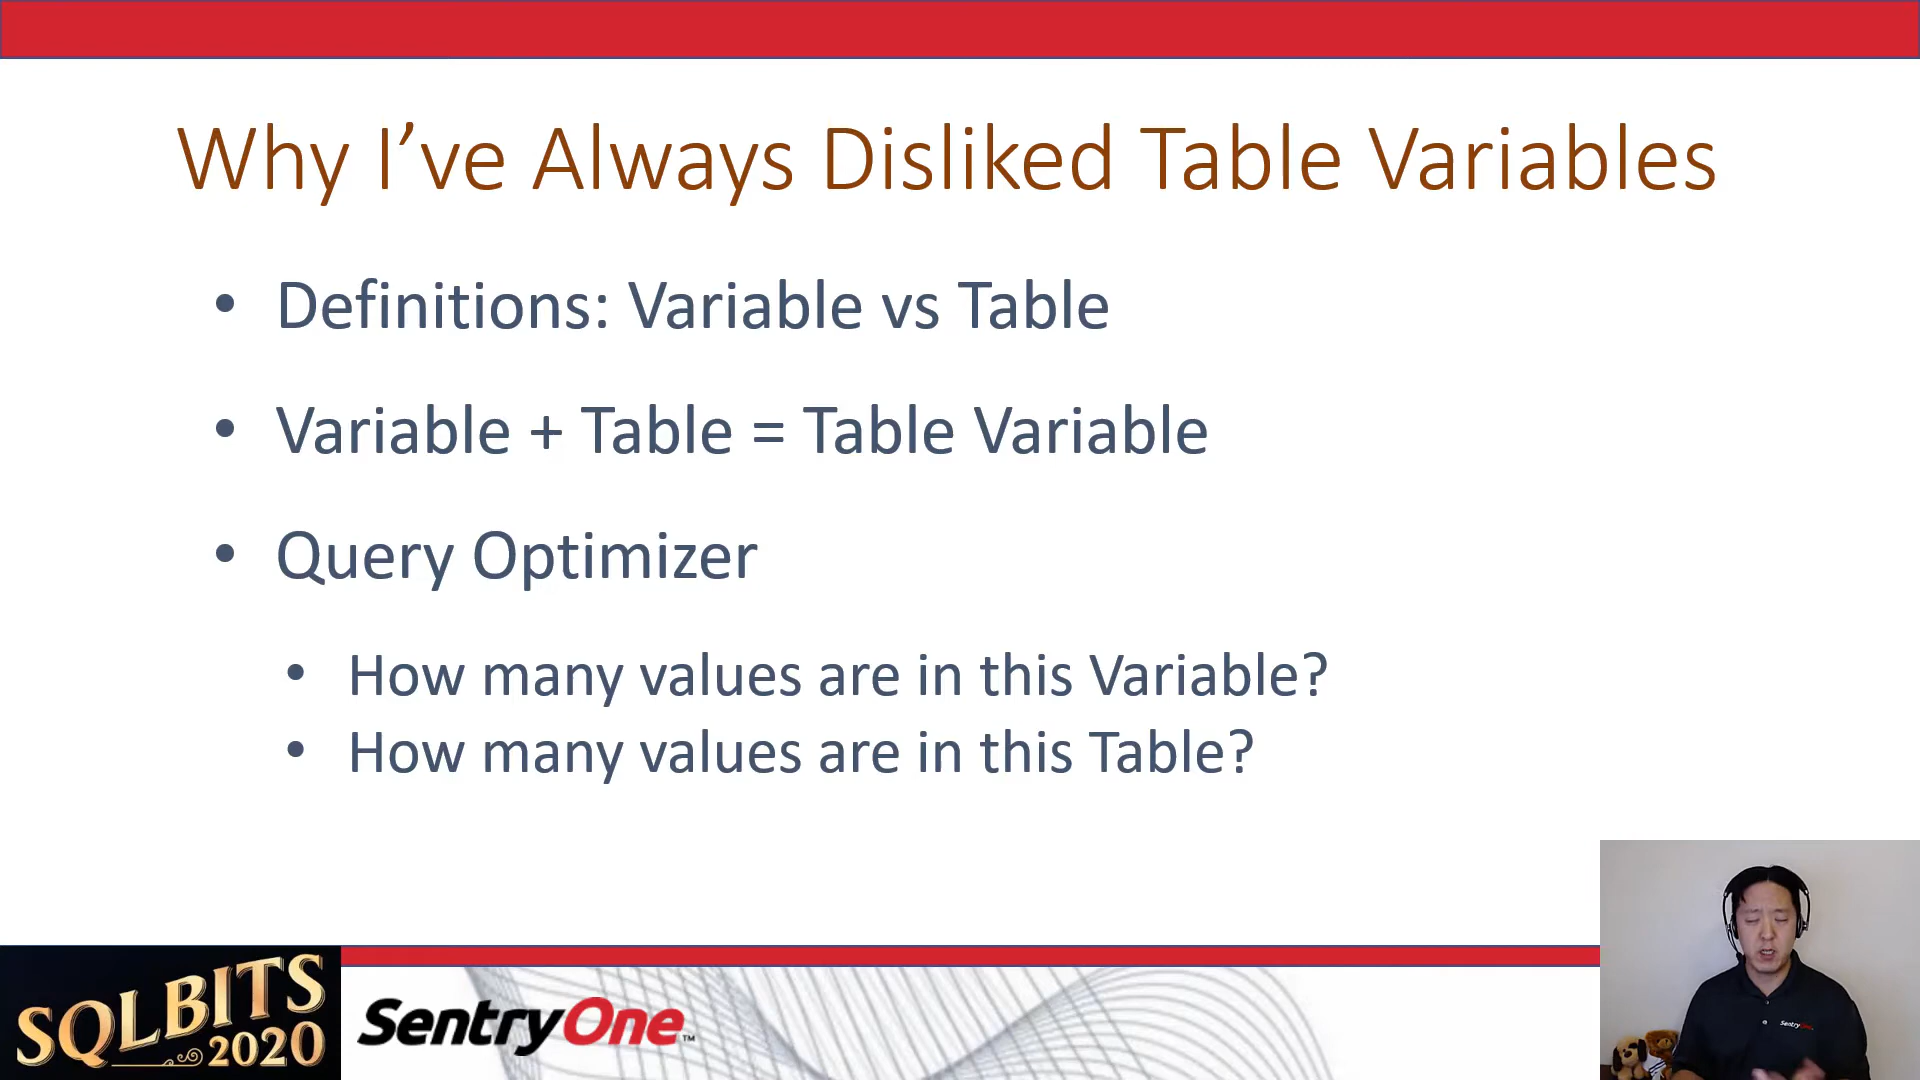 Why I’ve Always Disliked Table Variables
• Definitions: Variable vs Table
• Variable + Table = Table Variable
• Query Optimizer
• How many values are in this Variable?
• How many values are in this Table?
SQLBITS
2020
SentryOne™
SentryOne